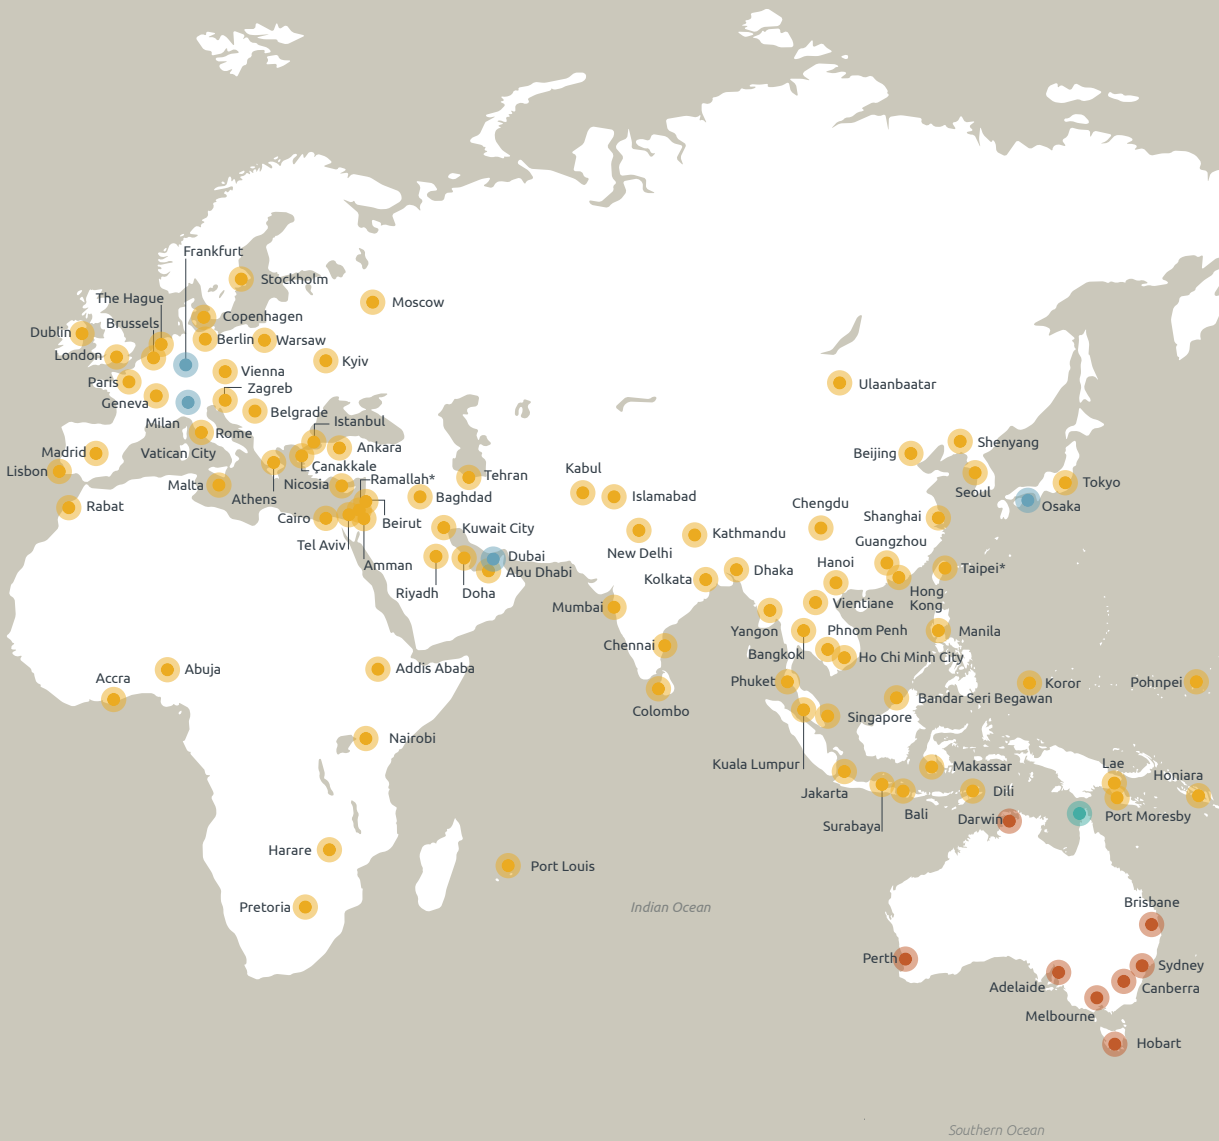 Frankfurt
Stockholm
The Hague
Moscow
Copenhagen
Brussels
Dublin
Berlin
Warsaw
London
Kyiv
Vienna
Paris
Zagreb
Ulaanbaatar
Geneva
Belgrade
Milan
Istanbul
Rome
Shenyang
Ankara
Madrid
Vatican City
Beijing
Çanakkale
Kabul
Lisbon
Tehran
Ramallah*
Malta
Nicosia
Tokyo
Seoul
Athens
Baghdad
Islamabad
Chengdu
Rabat
Osaka
Cairo
Beirut
Shanghai
Kuwait City
Kathmandu
Guangzhou
Tel Aviv
New Delhi
Dubai
Hanoi
Amman
Abu Dhabi
Taipei*
Dhaka
Kolkata
Riyadh
Doha
Hong
Kong
Vientiane
Mumbai
Yangon
Phnom Penh
Manila
Chennai
Bangkok
Ho Chi Minh City
Abuja
Addis Ababa
Accra
Phuket
Koror
Pohnpei
Bandar Seri Begawan
Colombo
Singapore
Nairobi
Kuala Lumpur
Makassar
Lae
Honiara
Jakarta
Dili
Bali
Port Moresby
Darwin
Surabaya
Harare
Port Louis
Brisbane
Pretoria
Indian Ocean
Perth
Sydney
Adelaide
Canberra
Melbourne
Hobart
Southern Ocean